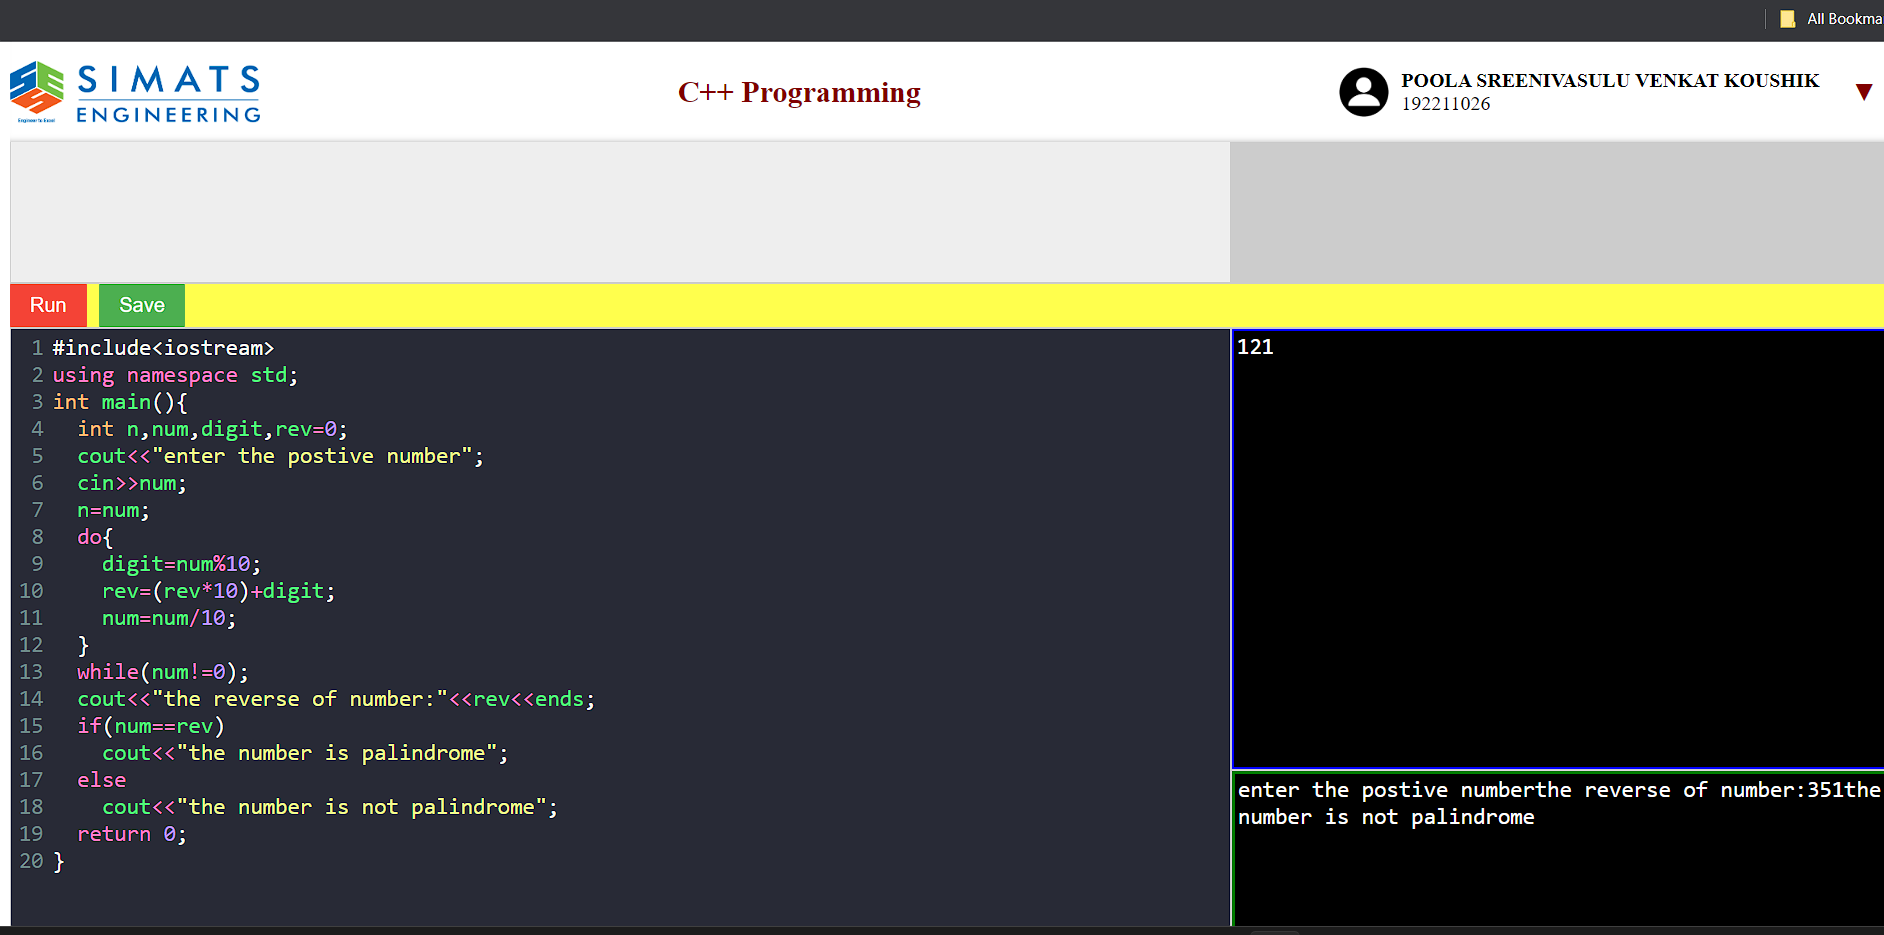 All Bookma
SIMATS
ENGINEERING
Engineer to Excel
C++ Programming
POOLA SREENIVASULU VENKAT KOUSHIK
192211026
Run
Save
1 #include<iostream>
2 using namespace std;
3 int main(){
4 int n,num,digit,rev=0;
5 cout<<"enter the postive number";
6 cin>>num;
7 n=num;
8 do{
9 digit=num%10;
10 rev=(rev*10)+digit;
11 num=num/10;
12 }
13 while(num!=0);
14 cout<<"the reverse of number:"<<rev<<ends;
15 if(num==rev)
16 cout<<"the number is palindrome";
17 else
18 cout<<"the number is not palindrome";
19 return 0;
20 }
121
enter the postive numberthe reverse of number:351the
number is not palindrome